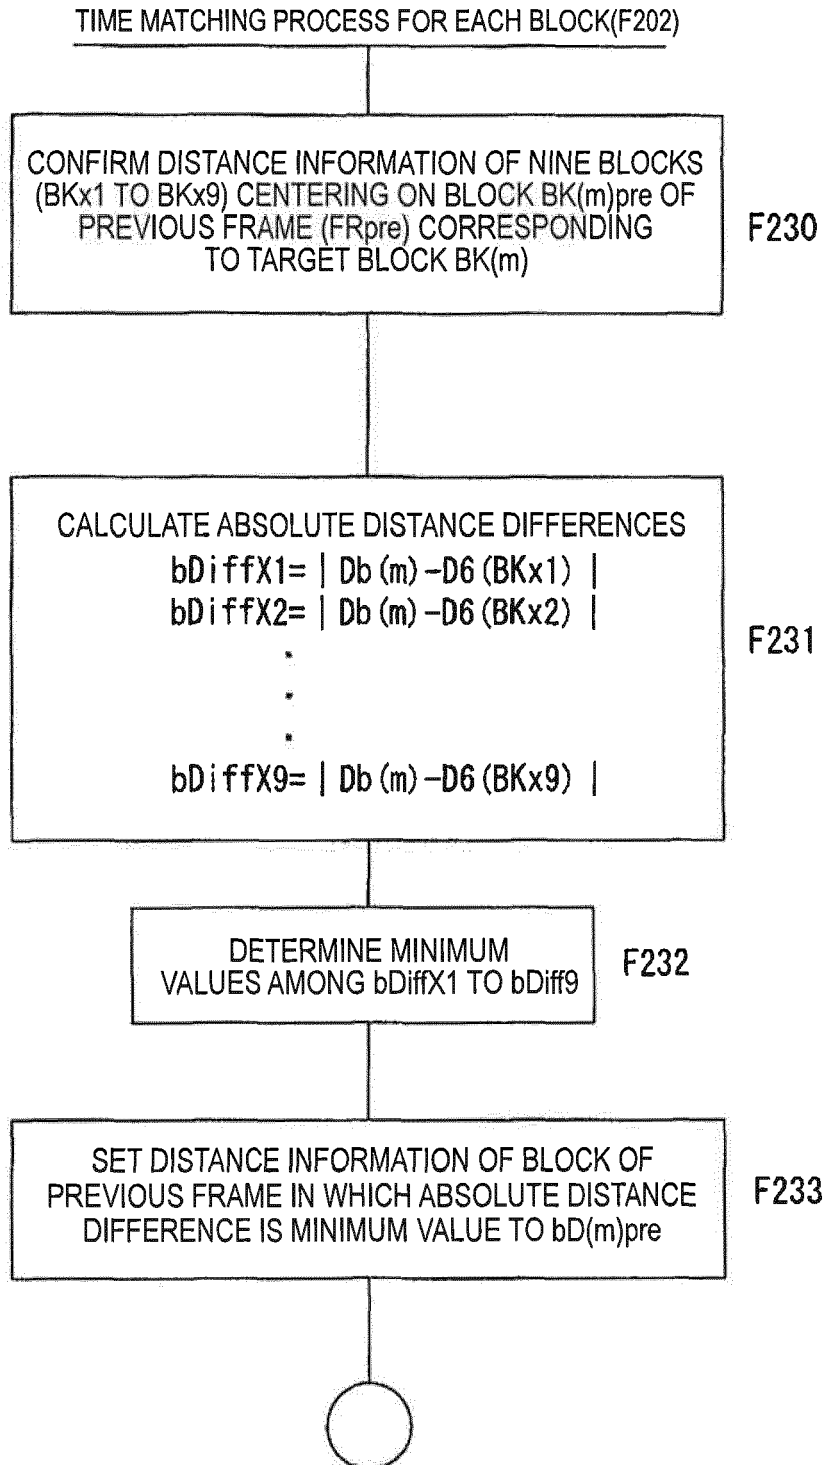 TIME MATCHING PROCESS FOR EACH BLOCK(F202)
CONFIRM DISTANCE INFORMATION OF NINE BLOCKS
(BKx1 TO BKx9) CENTERING ON BLOCK BK(m)pre OF
PREVIOUS FRAME (FRpre) CORRESPONDING
TO TARGET BLOCK BK(m)
F230
CALCULATE ABSOLUTE DISTANCE DIFFERENCES
bDiffX1= | Db(m)-D6(BKx1) |
bDiffX2= | Db(m)-D6(BKx2) |
bDiffX9= | Db(m)-D6(BKx9) |
F231
DETERMINE MINIMUM
VALUES AMONG bDiffX1 TO bDiff9
F232
SET DISTANCE INFORMATION OF BLOCK OF
PREVIOUS FRAME IN WHICH ABSOLUTE DISTANCE
DIFFERENCE IS MINIMUM VALUE TO bD(m)pre
F233